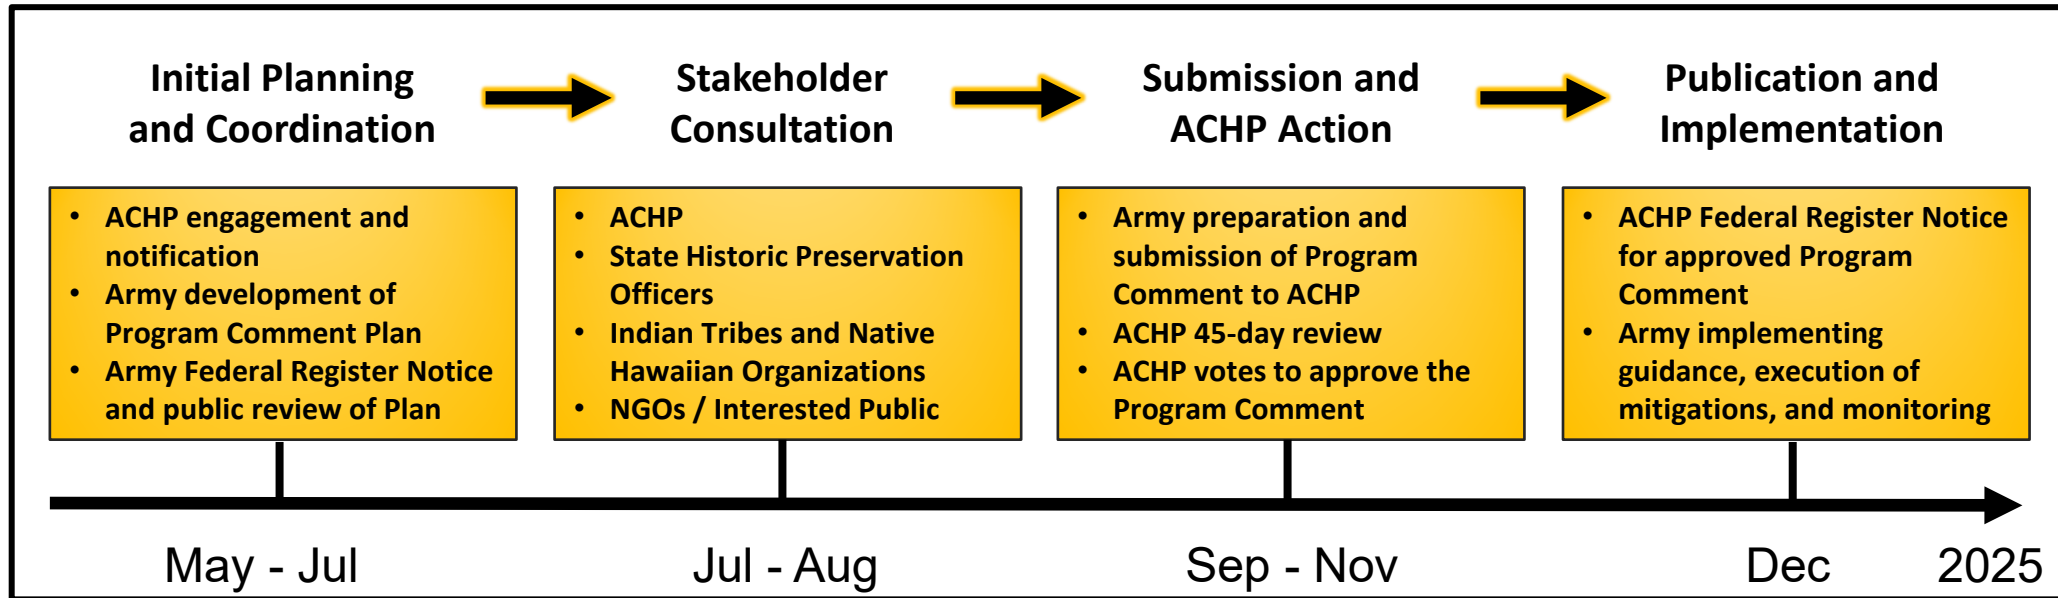 Initial Planning
and Coordination
Stakeholder
Consultation
Submission and
ACHP Action
Publication and
Implementation
• ACHP engagement and
notification
• Army development of
Program Comment Plan
• Army Federal Register Notice
and public review of Plan
• ACHP
• State Historic Preservation
Officers
• Indian Tribes and Native
Hawaiian Organizations
• NGOs / Interested Public
• Army preparation and
submission of Program
Comment to ACHP
• ACHP 45-day review
• ACHP votes to approve the
Program Comment
• ACHP Federal Register Notice
for approved Program
Comment
• Army implementing
guidance, execution of
mitigations, and monitoring
May - Jul
Jul - Aug
Sep - Nov
Dec
2025